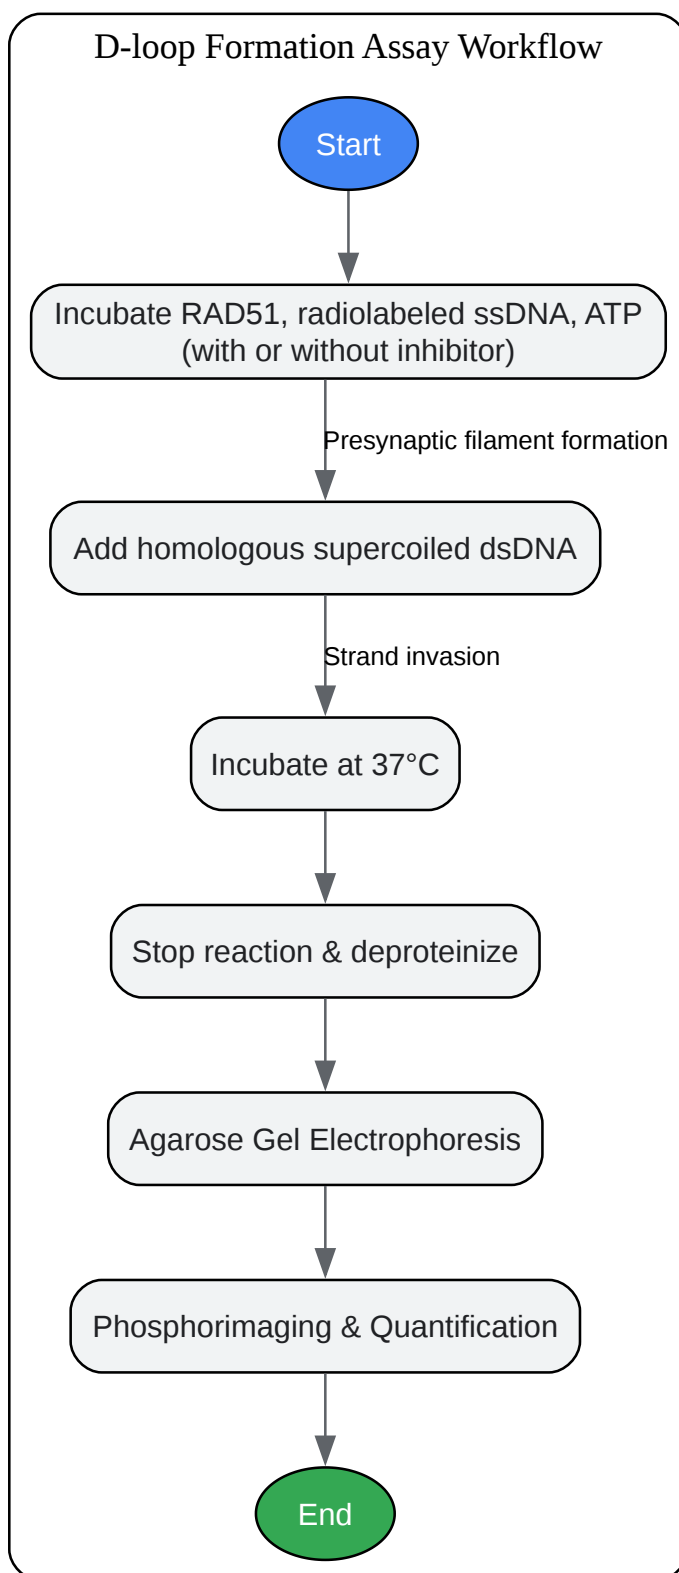 D-loop Formation Assay Workflow
Start
Incubate RAD51, radiolabeled ssDNA, ATP
(with or without inhibitor)
Presynaptic filament formation
Add homologous supercoiled dsDNA
Strand invasion
Incubate at 37°C
Stop reaction & deproteinize
Agarose Gel Electrophoresis
Phosphorimaging & Quantification
End